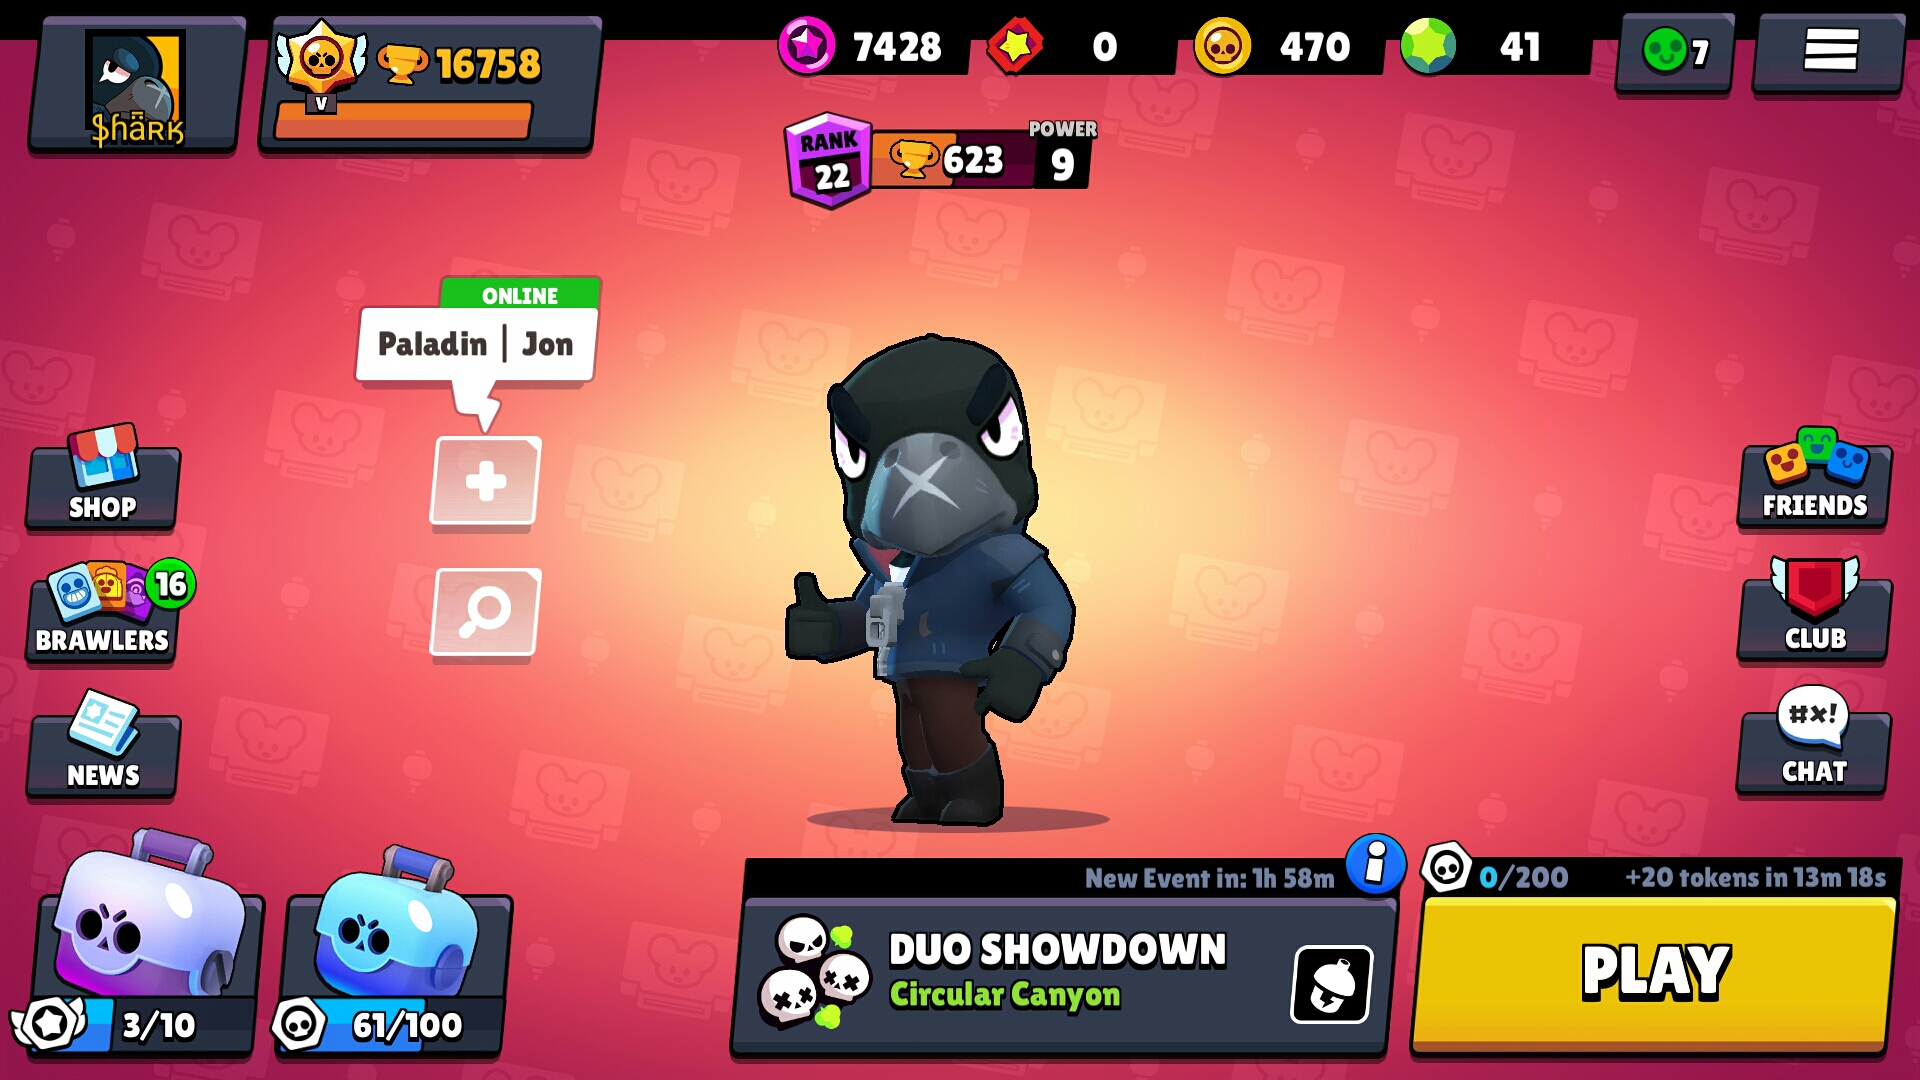 $härk
V
16758
7428
0
470
41
7
RANK
22
623
POWER
9
ONLINE
Paladin | Jon
SHOP
16
BRAWLERS
NEWS
FRIENDS
CLUB
#x!
CHAT
3/10
61/100
New Event in: 1h 58m
i
DUO SHOWDOWN
Circular Canyon
0/200
+20 tokens in 13m 18s
PLAY